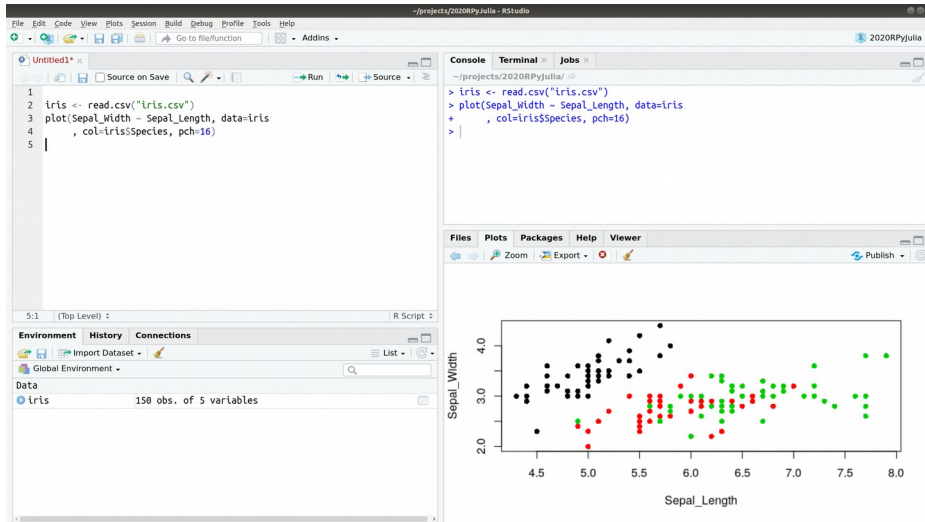 ~/projects/2020RPyJulia - RStudio
File Edit Code View Plots Session Build Debug Profile Tools Help
Go to file/function Addins 2020RPyJulia
Untitled1*
Source on Save Run Source
1
2 iris <- read.csv("iris.csv")
3 plot(Sepal_Width ~ Sepal_Length, data=iris
4 , col=iris$Species, pch=16)
5
5:1 (Top Level) R Script
Environment History Connections
Import Dataset List
Global Environment
Data
iris 150 obs. of 5 variables
Console Terminal Jobs
~/projects/2020RPyJulia/
> iris <- read.csv("iris.csv")
> plot(Sepal_Width ~ Sepal_Length, data=iris
+ , col=iris$Species, pch=16)
>
Files Plots Packages Help Viewer
Zoom Export Publish
Sepal_Width
4.0
3.0
2.0
4.5 5.0 5.5 6.0 6.5 7.0 7.5 8.0
Sepal_Length